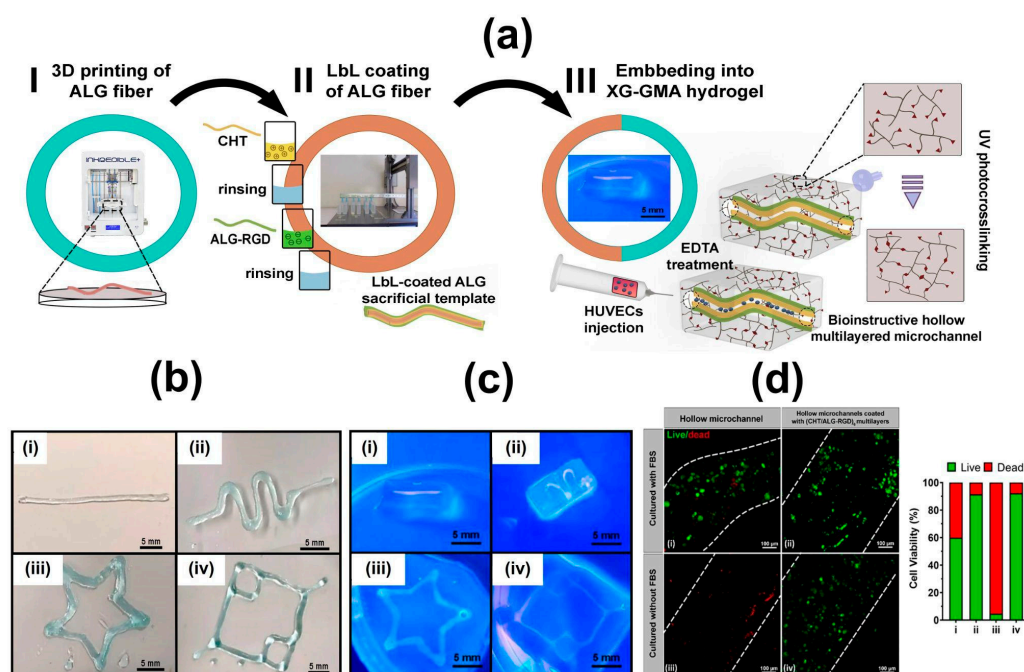 (a)
I
3D printing of
ALG fiber
INKREDIBLE+
II
LbL coating
of ALG fiber
CHT
rinsing
ALG-RGD
rinsing
LbL-coated ALG
sacrificial template
III
Embbeding into
XG-GMA hydrogel
5 mm
UV photocrosslinking
EDTA
treatment
HUVECs
injection
Bioinstructive hollow
multilayered microchannel
(b)
(i)
5 mm
(ii)
5 mm
(iii)
5 mm
(iv)
5 mm
(c)
(i)
5 mm
(ii)
5 mm
(iii)
5 mm
(iv)
5 mm
(d)
Hollow microchannel
Hollow microchannels coated
with (CHT/ALG-RGD) multilayers
Cultured with FBS
Live/dead
(i)
100 µm
(ii)
100 µm
Cultured without FBS
(iii)
100 µm
(iv)
100 µm
Live Dead
Cell Viability (%)
100
80
60
40
20
0
i ii iii iv